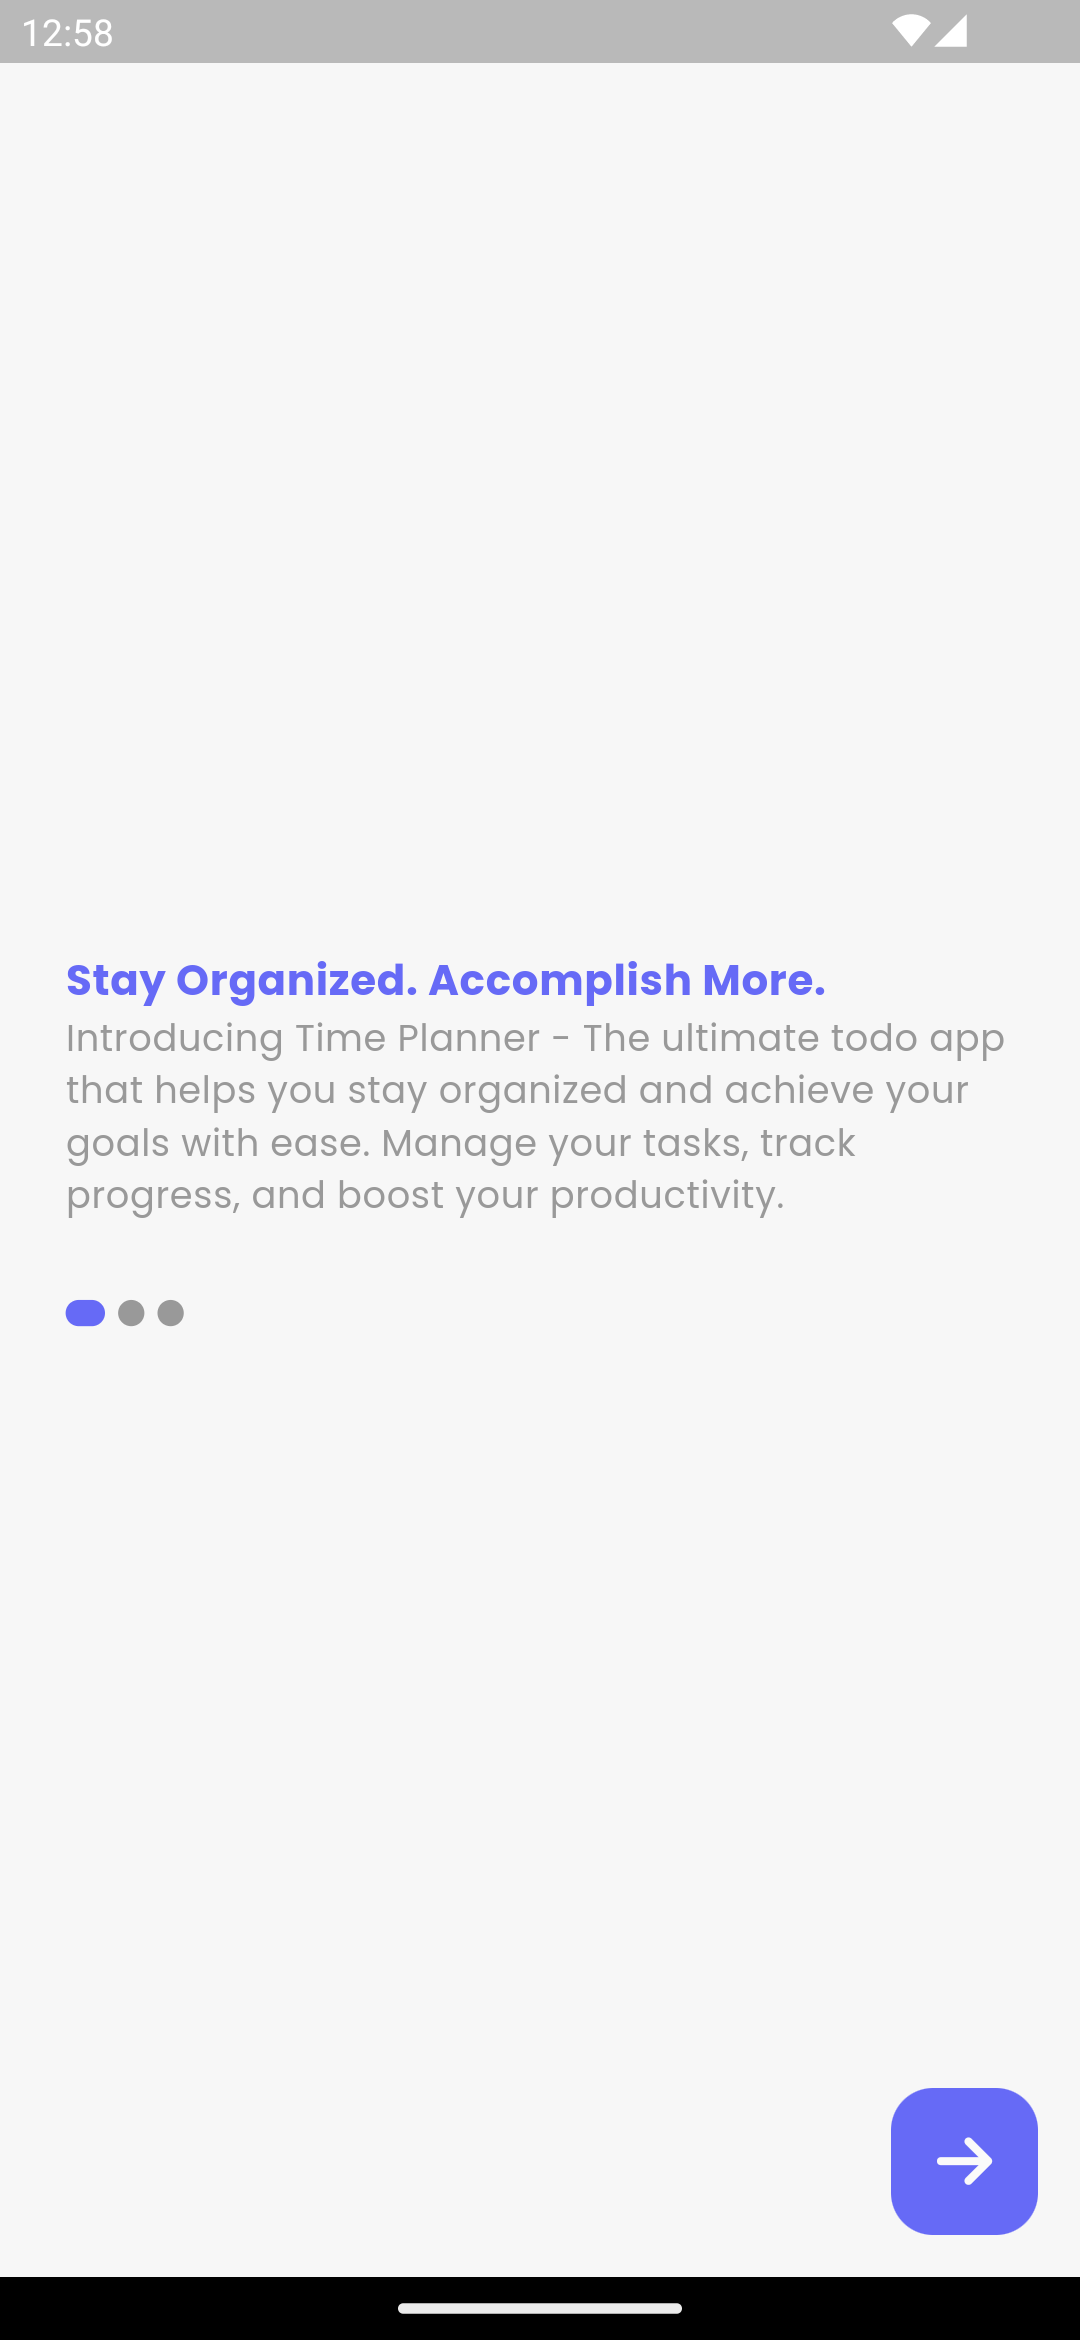 12:58
Stay Organized. Accomplish More.
Introducing Time Planner - The ultimate todo app
that helps you stay organized and achieve your
goals with ease. Manage your tasks, track
progress, and boost your productivity.